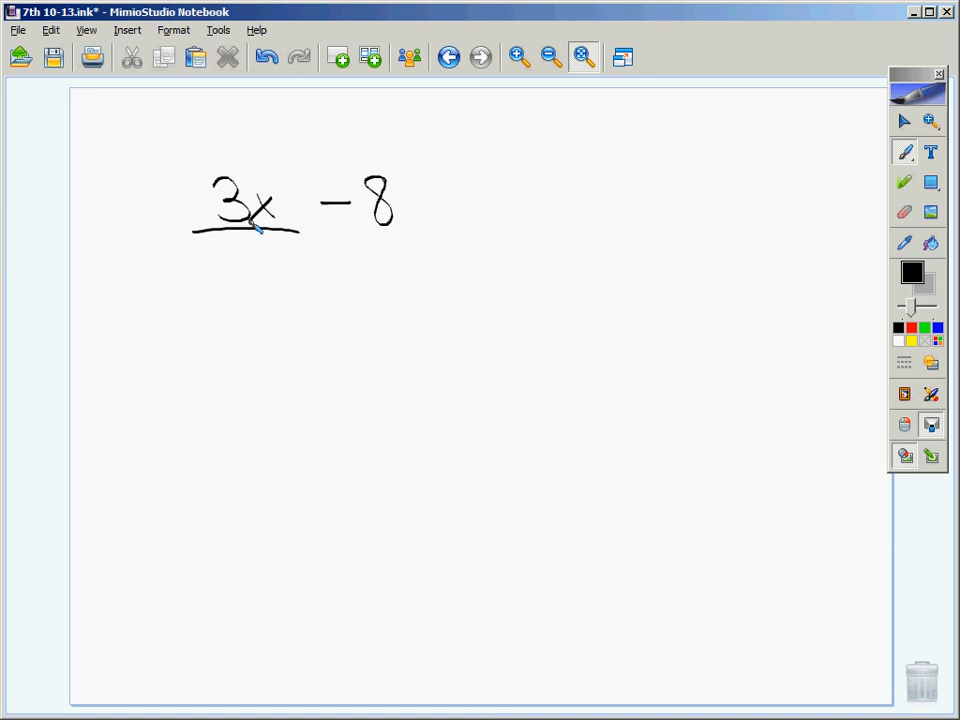 7th 10-13.ink* - MimioStudio Notebook
File Edit View Insert Format Tools Help
3x - 8
T